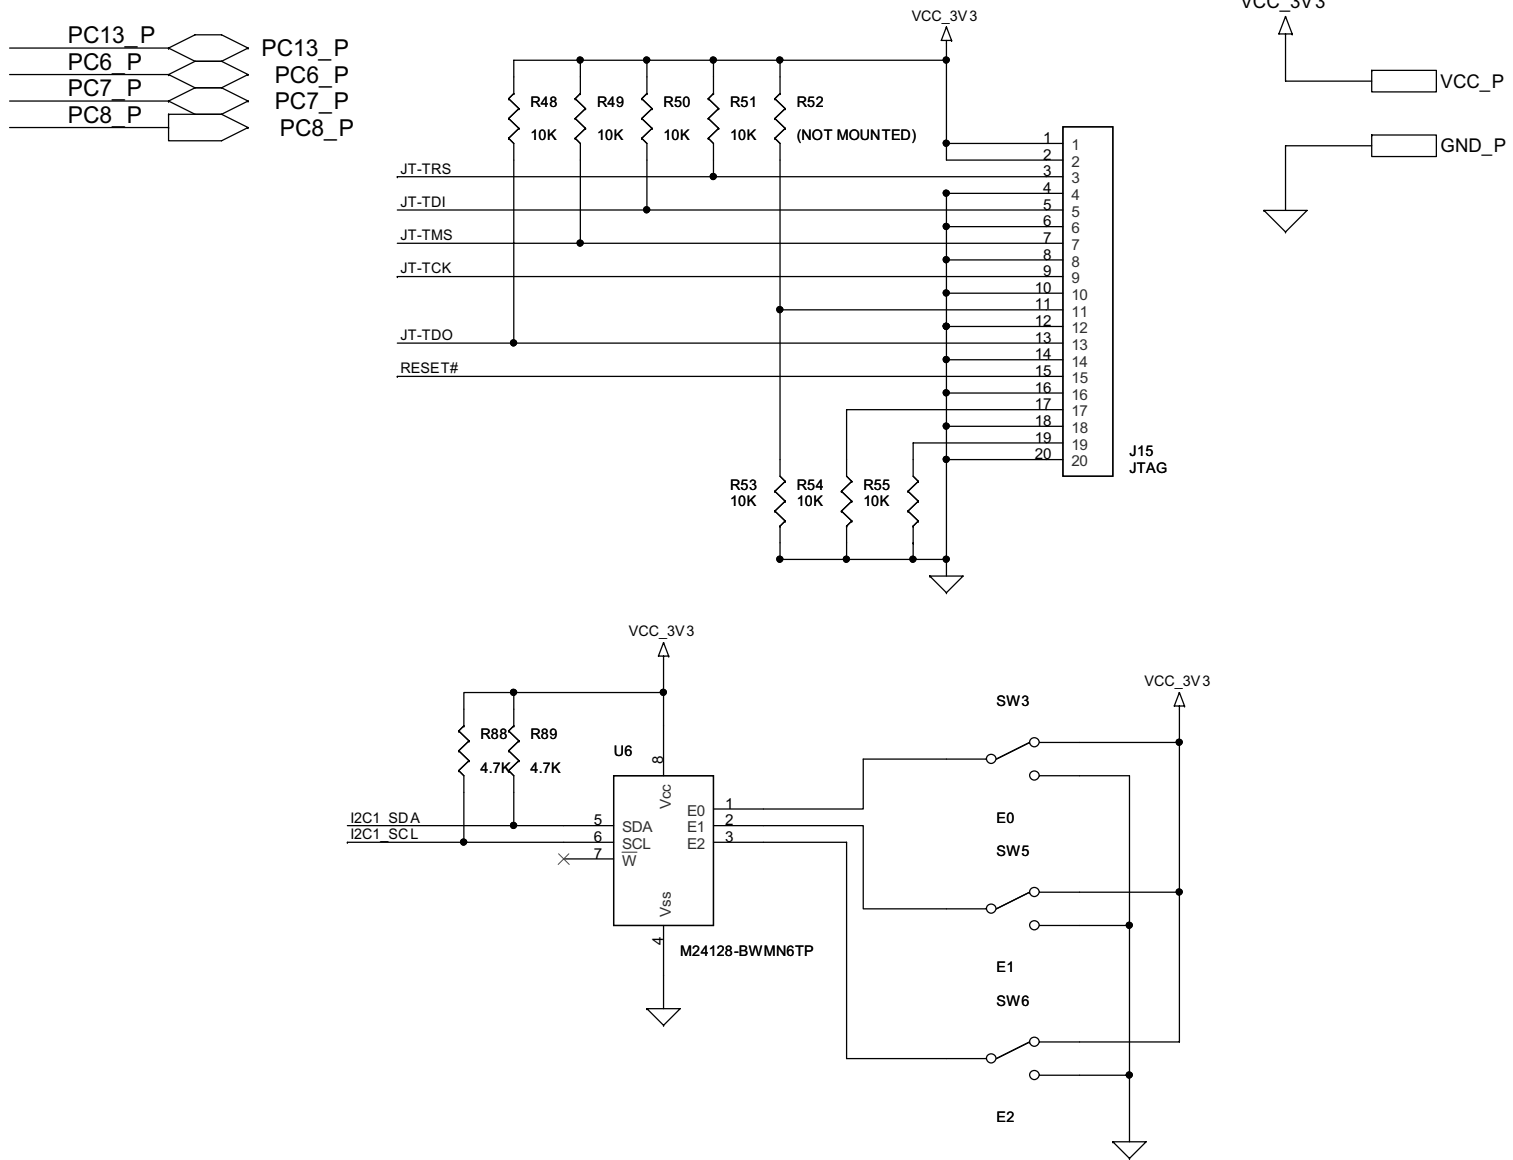 PC13_P PC13_P
PC6_P PC6_P
PC7_P PC7_P
PC8_P PC8_P
VCC_3V3
VCC_3V3
VCC_P
GND_P
R48 R49 R50 R51 R52
10K 10K 10K 10K (NOT MOUNTED)
JT-TRS
JT-TDI
JT-TMS
JT-TCK
JT-TDO
RESET#
1 1
2 2
3 3
4 4
5 5
6 6
7 7
8 8
9 9
10 10
11 11
12 12
13 13
14 14
15 15
16 16
17 17
18 18
19 19
20 20
J15
JTAG
R53 R54 R55
10K 10K 10K
VCC_3V3
R88 R89
4.7K 4.7K
U6
8
Vcc
I2C1_SDA
I2C1_SCL
5 SDA
6 SCL
7 W
E0 1
E1 2
E2 3
Vss
4
M24128-BWMN6TP
VCC_3V3
SW3
E0
SW5
E1
SW6
E2